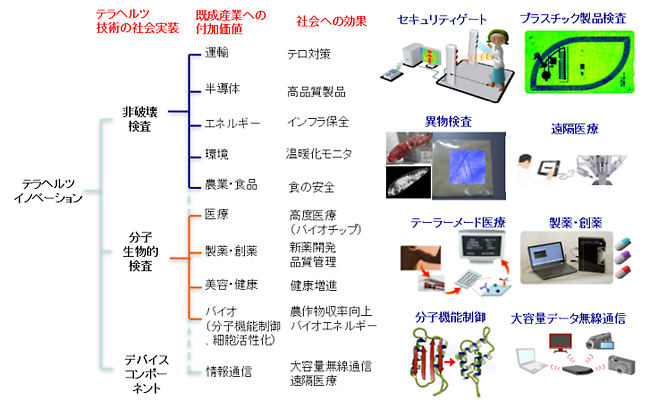 テラヘルツ
技術の社会実装
既成産業への
付加価値
社会への効果
セキュリティゲート
プラスチック製品検査
運輸
テロ対策
半導体
高品質製品
非破壊
検査
エネルギー
インフラ保全
異物検査
遠隔医療
環境
温暖化モニタ
テラヘルツ
イノベーション
農業・食品
食の安全
医療
高度医療
(バイオチップ)
テーラーメード医療
製薬・創薬
分子
生物的
検査
製薬・創薬
新薬開発
品質管理
美容・健康
健康増進
バイオ
(分子機能制御
、細胞活性化)
農作物収率向上
バイオエネルギー
分子機能制御
大容量データ無線通信
デバイス
コンポー
ネント
情報通信
大容量無線通信
遠隔医療